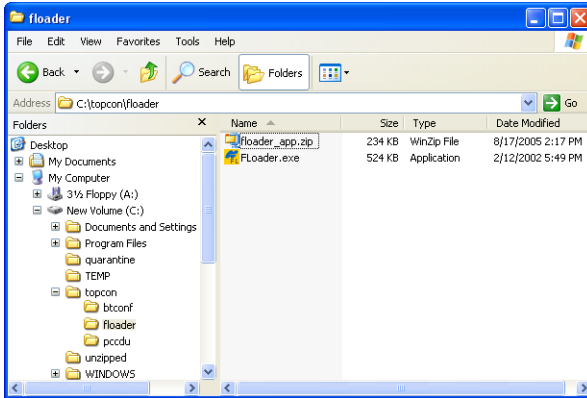 floader
File Edit View Favorites Tools Help
Back Search Folders
Address C:\topcon\floader Go
Folders x Name Size Type Date Modified
Desktop
My Documents
My Computer
3½ Floppy (A:)
New Volume (C:)
Documents and Settings
Program Files
quarantine
TEMP
topcon
btconf
floader
pccdu
unzipped
WINDOWS
floader_app.zip 234 KB WinZip File 8/17/2005 2:17 PM
FLoader.exe 524 KB Application 2/12/2002 5:49 PM